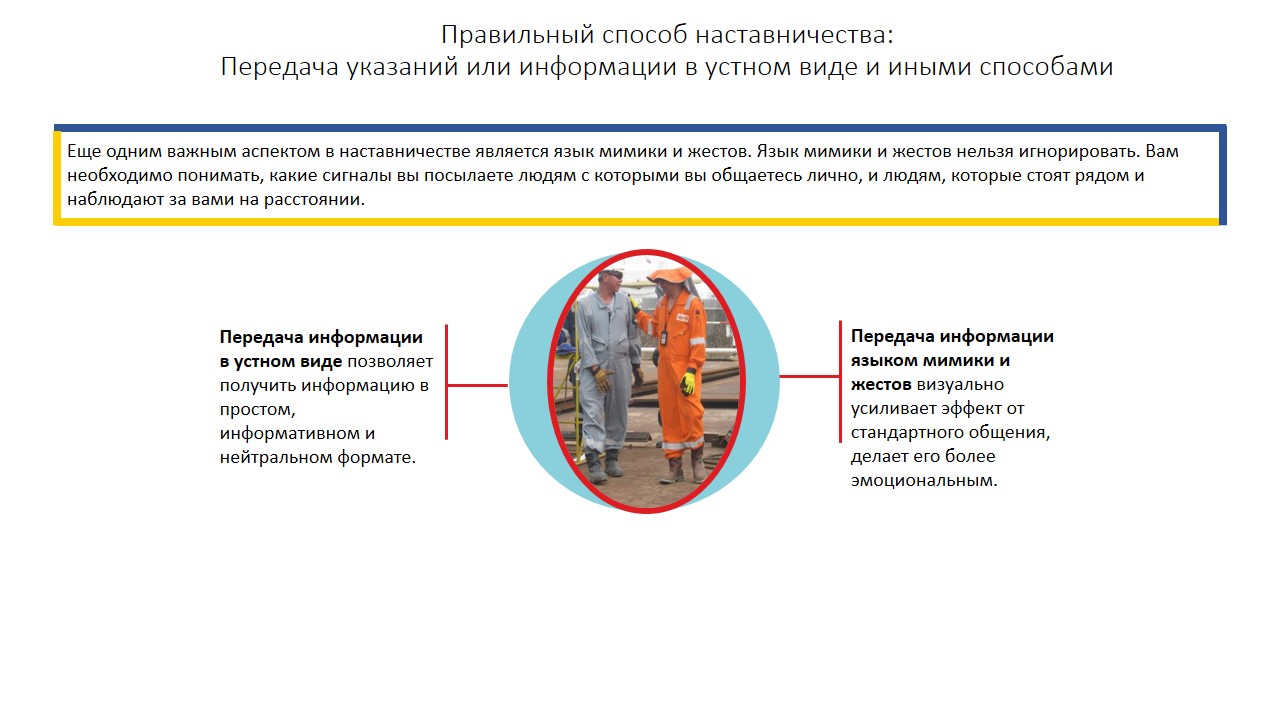 Правильный способ наставничества:
Передача указаний или информации в устном виде и иными способами
Еще одним важным аспектом в наставничестве является язык мимики и жестов. Язык мимики и жестов нельзя игнорировать. Вам
необходимо понимать, какие сигналы вы посылаете людям с которыми вы общаетесь лично, и людям, которые стоят рядом и
наблюдают за вами на расстоянии.
Передача информации
в устном виде позволяет
получить информацию в
простом,
информативном и
нейтральном формате.
Передача информации
языком мимики и
жестов визуально
усиливает эффект от
стандартного общения,
делает его более
эмоциональным.